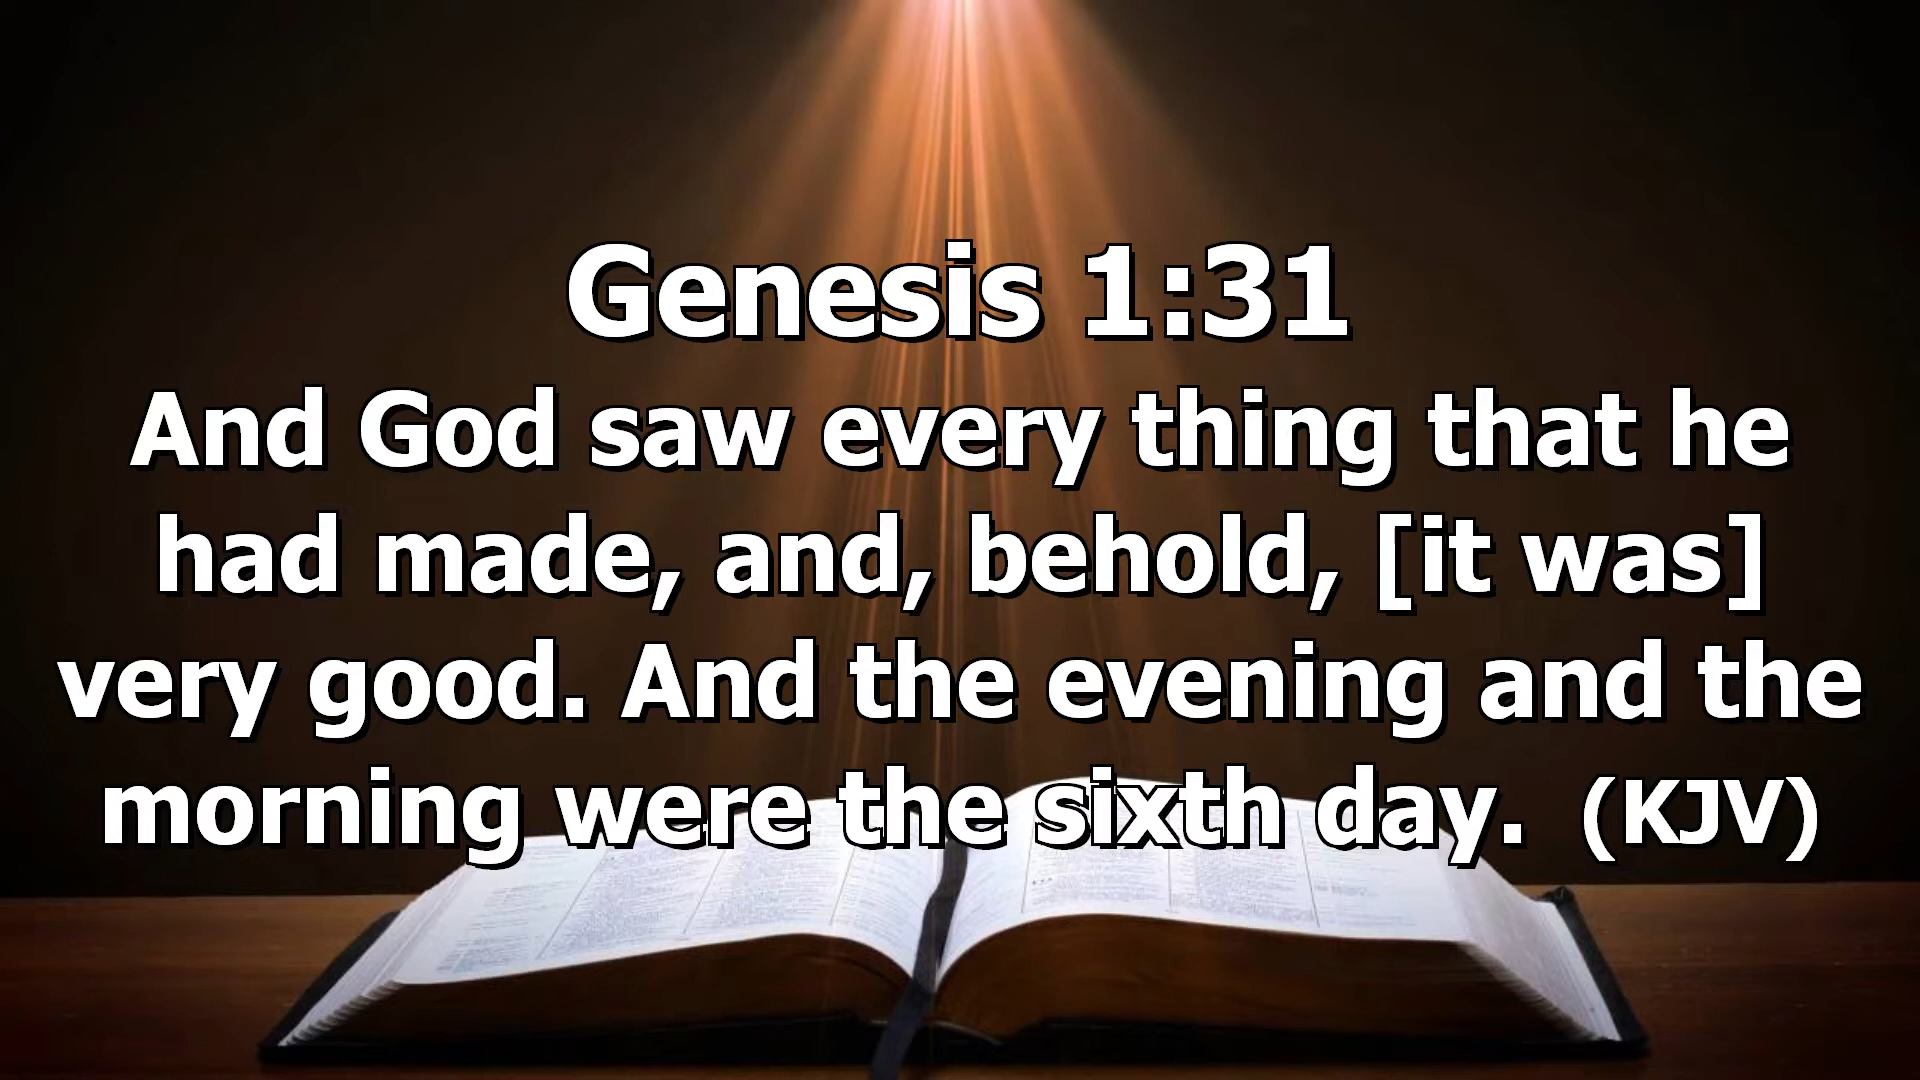 Genesis 1:31
And God saw every thing that he
had made, and, behold, [it was]
very good. And the evening and the
morning were the sixth day.  (KJV)